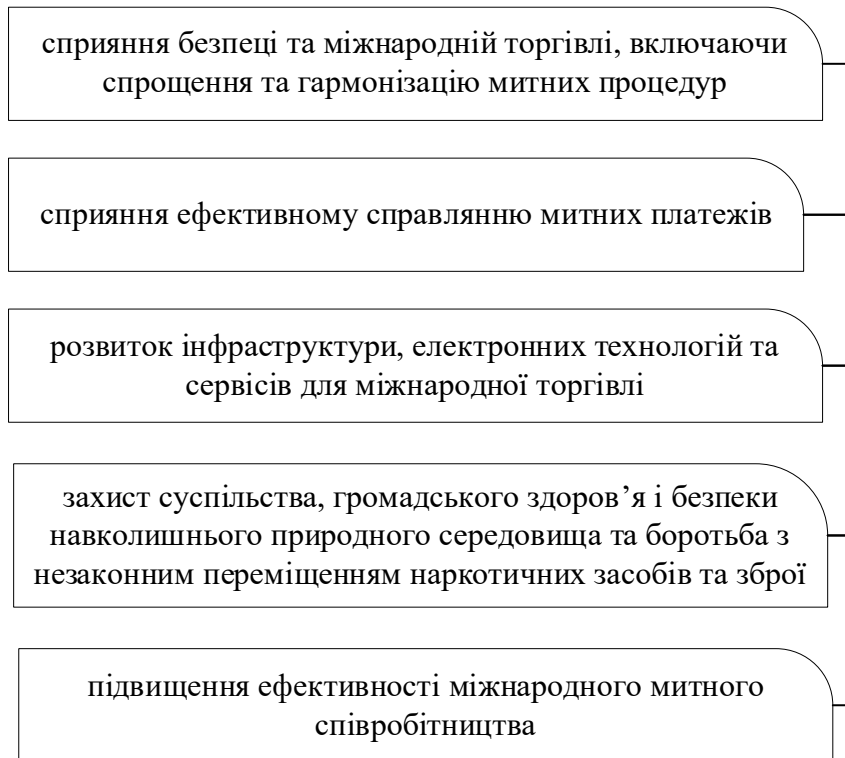 сприяння безпеці та міжнародній торгівлі, включаючи
спрощення та гармонізацію митних процедур
сприяння ефективному справлянню митних платежів
розвиток інфраструктури, електронних технологій та
сервісів для міжнародної торгівлі
захист суспільства, громадського здоров’я і безпеки
навколишнього природного середовища та боротьба з
незаконним переміщенням наркотичних засобів та зброї
підвищення ефективності міжнародного митного
співробітництва